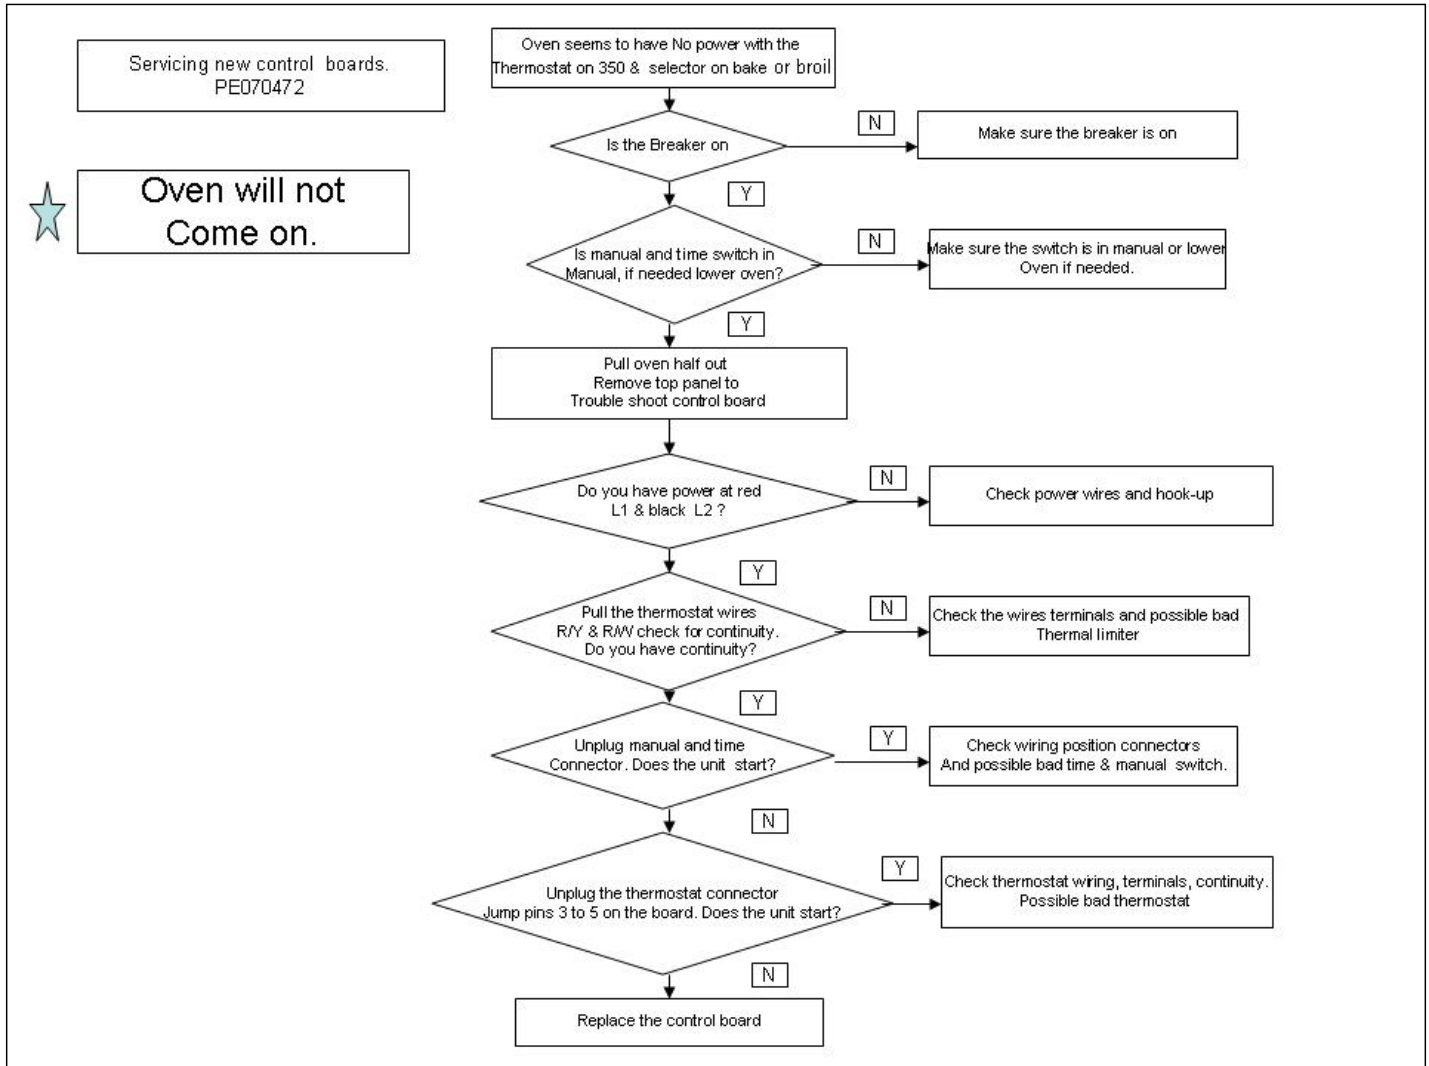 Servicing new control boards.
PE070472
Oven will not
Come on.
Oven seems to have No power with the
Thermostat on 350 & selector on bake or broil
Is the Breaker on
N
Make sure the breaker is on
Y
Is manual and time switch in
Manual, if needed lower oven?
N
Make sure the switch is in manual or lower
Oven if needed.
Y
Pull oven half out
Remove top panel to
Trouble shoot control board
Do you have power at red
L1 & black L2 ?
N
Check power wires and hook-up
Y
Pull the thermostat wires
R/Y & R/W check for continuity.
Do you have continuity?
N
Check the wires terminals and possible bad
Thermal limiter
Y
Unplug manual and time
Connector. Does the unit start?
Y
Check wiring position connectors
And possible bad time & manual switch.
N
Unplug the thermostat connector
Jump pins 3 to 5 on the board. Does the unit start?
Y
Check thermostat wiring, terminals, continuity.
Possible bad thermostat
N
Replace the control board